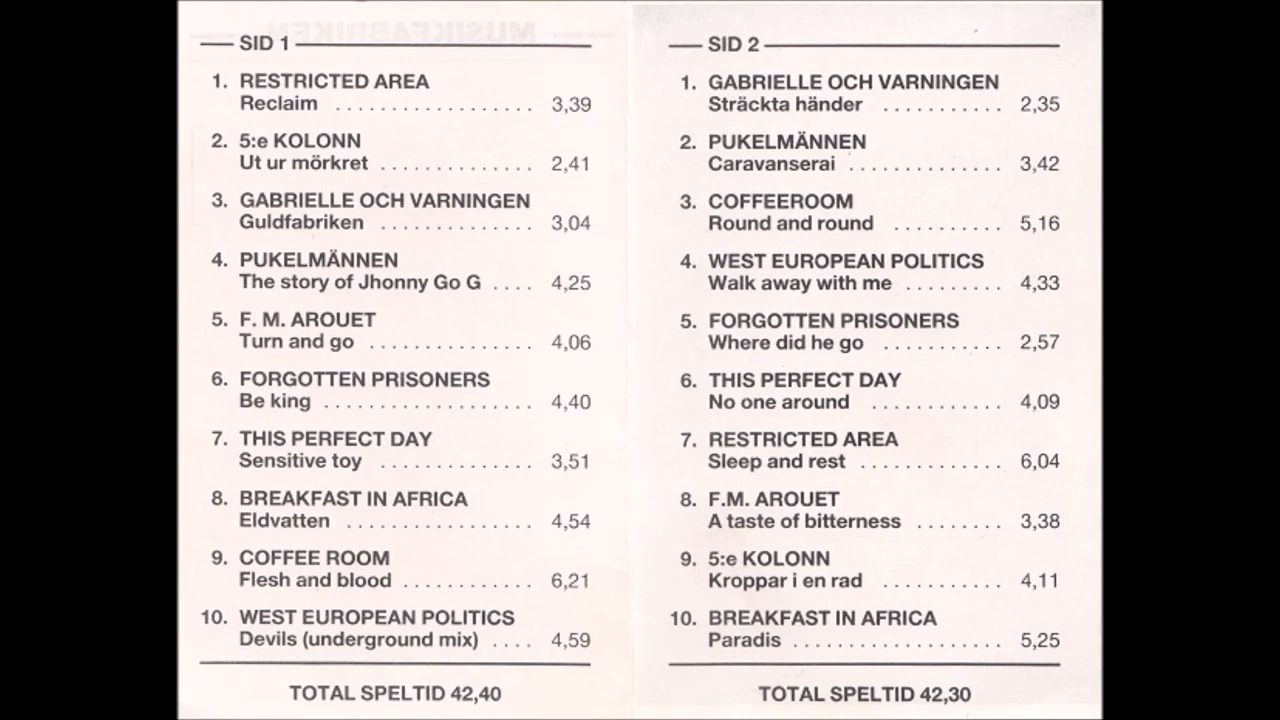 MUSIKFABRIKEN
SID 1
1. RESTRICTED AREA
Reclaim .................. 3,39
2. 5:e KOLONN
Ut ur mörkret .............. 2,41
3. GABRIELLE OCH VARNINGEN
Guldfabriken .............. 3,04
4. PUKELMÄNNEN
The story of Jhonny Go G .... 4,25
5. F. M. AROUET
Turn and go ............... 4,06
6. FORGOTTEN PRISONERS
Be king ................... 4,40
7. THIS PERFECT DAY
Sensitive toy .............. 3,51
8. BREAKFAST IN AFRICA
Eldvatten ................. 4,54
9. COFFEE ROOM
Flesh and blood ............ 6,21
10. WEST EUROPEAN POLITICS
Devils (underground mix) .... 4,59
TOTAL SPELTID 42,40
SID 2
1. GABRIELLE OCH VARNINGEN
Sträckta händer ........... 2,35
2. PUKELMÄNNEN
Caravanserai .............. 3,42
3. COFFEEROOM
Round and round .......... 5,16
4. WEST EUROPEAN POLITICS
Walk away with me ......... 4,33
5. FORGOTTEN PRISONERS
Where did he go ........... 2,57
6. THIS PERFECT DAY
No one around ............ 4,09
7. RESTRICTED AREA
Sleep and rest ............. 6,04
8. F.M. AROUET
A taste of bitterness ........ 3,38
9. 5:e KOLONN
Kroppar i en rad ........... 4,11
10. BREAKFAST IN AFRICA
Paradis ................... 5,25
TOTAL SPELTID 42,30